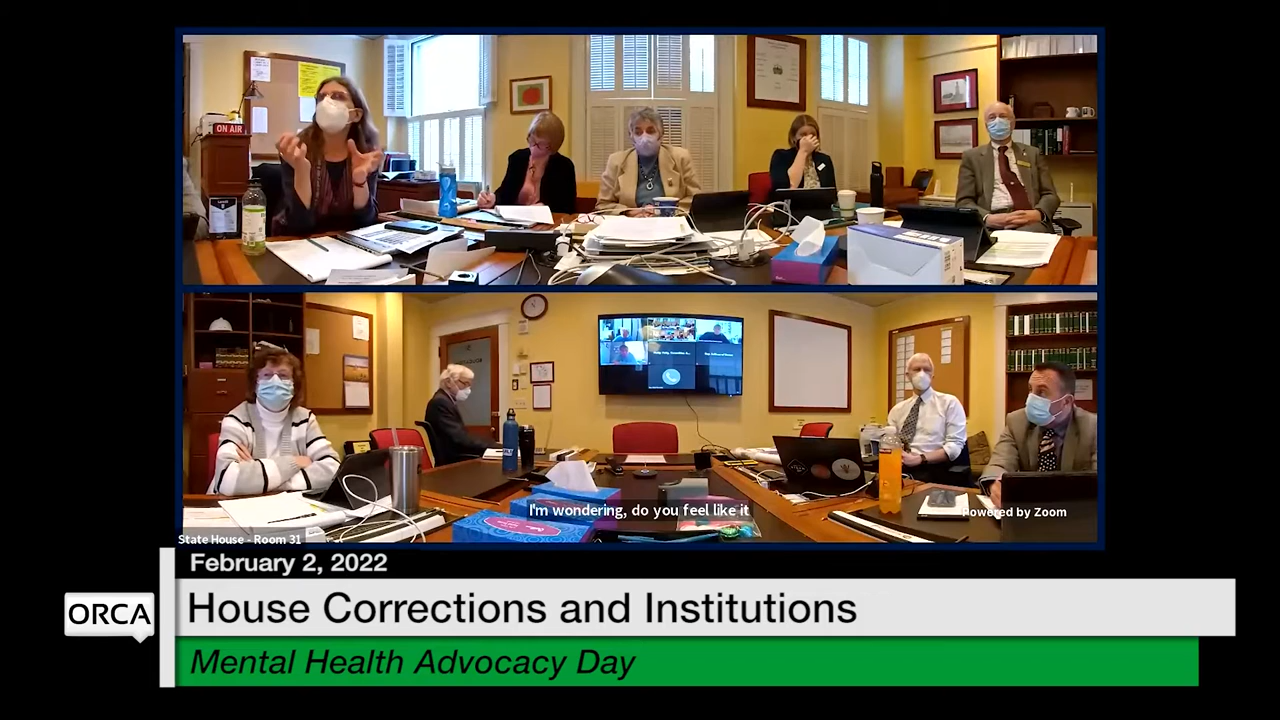 ON AIR
I'm wondering, do you feel like it
Powered by Zoom
State House - Room 31
February 2, 2022
ORCA
House Corrections and Institutions
Mental Health Advocacy Day